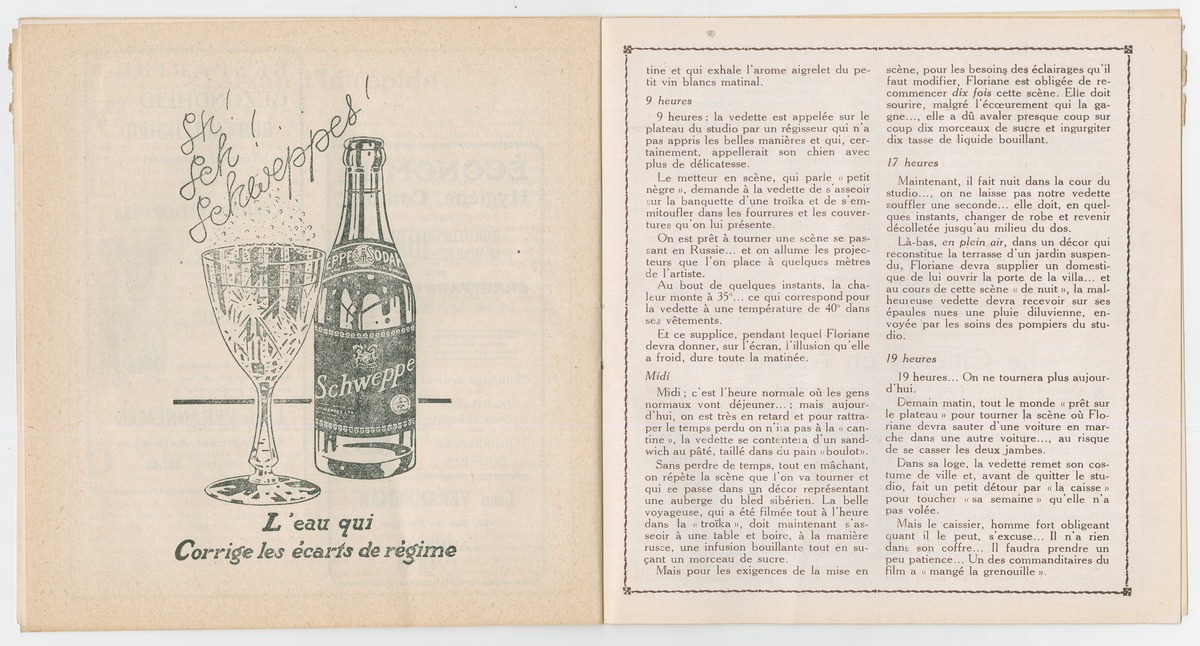 Sch!
Sch!
Schweppes!
EPPES SODA
Schweppe
L'eau qui
Corrige les écarts de régime
tine et qui exhale l'arome aigrelet du pe-
tit vin blancs matinal.
9 heures
9 heures : la vedette est appelée sur le
plateau du studio par un régisseur qui n'a
pas appris les belles manières et qui, cer-
tainement, appellerait son chien avec
plus de délicatesse.
Le metteur en scène, qui parle « petit
nègre », demande à la vedette de s'asseoir
sur la banquette d'une troïka et de s'em-
mitoufler dans les fourrures et les couver-
tures qu'on lui présente.
On est prêt à tourner une scène se pas-
sant en Russie... et on allume les projec-
teurs que l'on place à quelques mètres
de l'artiste.
Au bout de quelques instants, la cha-
leur monte à 35°... ce qui correspond pour
la vedette à une température de 40° dans
ses vêtements.
Et ce supplice, pendant lequel Floriane
devra donner, sur l'écran, l'illusion qu'elle
a froid, dure toute la matinée.
Midi
Midi ; c'est l'heure normale où les gens
normaux vont déjeuner... ; mais aujour-
d'hui, on est très en retard et pour rattra-
per le temps perdu on n'ira pas à la « can-
tine », la vedette se contentera d'un sand-
wich au pâté, taillé dans du pain «boulot».
Sans perdre de temps, tout en mâchant,
on répète la scène que l'on va tourner et
qui se passe dans un décor représentant
une auberge du bled sibérien. La belle
voyageuse, qui a été filmée tout à l'heure
dans la « troïka », doit maintenant s'as-
seoir à une table et boire, à la manière
russe, une infusion bouillante tout en su-
çant un morceau de sucre.
Mais pour les exigences de la mise en
scène, pour les besoins des éclairages qu'il
faut modifier, Floriane est obligée de re-
commencer dix fois cette scène. Elle doit
sourire, malgré l'écœurement qui la ga-
gne..., elle a dû avaler presque coup sur
coup dix morceaux de sucre et ingurgiter
dix tasse de liquide bouillant.
17 heures
Maintenant, il fait nuit dans la cour du
studio..., on ne laisse pas notre vedette
souffler une seconde... elle doit, en quel-
ques instants, changer de robe et revenir
décolletée jusqu'au milieu du dos.
Là-bas, en plein air, dans un décor qui
reconstitue la terrasse d'un jardin suspen-
du, Floriane devra supplier un domesti-
que de lui ouvrir la porte de la villa... et
au cours de cette scène « de nuit », la mal-
heureuse vedette devra recevoir sur ses
épaules nues une pluie diluvienne, en-
voyée par les soins des pompiers du stu-
dio.
19 heures
19 heures... On ne tournera plus aujour-
d'hui.
Demain matin, tout le monde « prêt sur
le plateau » pour tourner la scène où Flo-
riane devra sauter d'une voiture en mar-
che dans une autre voiture..., au risque
de se casser les deux jambes.
Dans sa loge, la vedette remet son cos-
tume de ville et, avant de quitter le stu-
dio, fait un petit détour par « la caisse »
pour toucher « sa semaine » qu'elle n'a
pas volée.
Mais le caissier, homme fort obligeant
quant il le peut, s'excuse... Il n'a rien
dans son coffre... Il faudra prendre un
peu patience... Un des commanditaires du
film a « mangé la grenouille ».